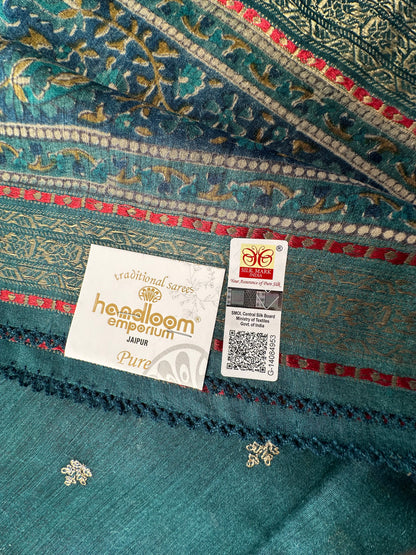 traditional sarees
handloom
emporium
JAIPUR
Pure
®
SILK MARK
INDIA
Your Assurance of Pure Silk
SMOI, Central Silk Board
Ministry of Textiles
Govt. of India
G-14084953